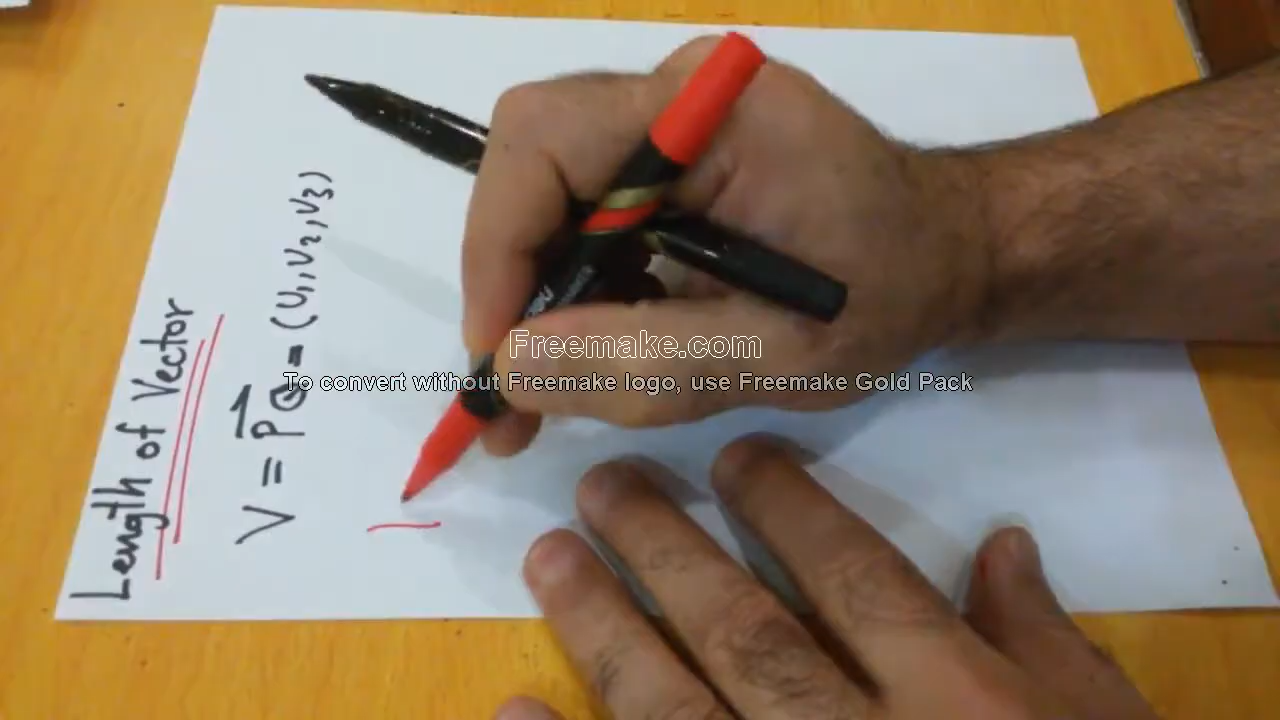 Length of Vector
V = PQ = (v1, v2, v3)
Freemake.com
To convert without Freemake logo, use Freemake Gold Pack